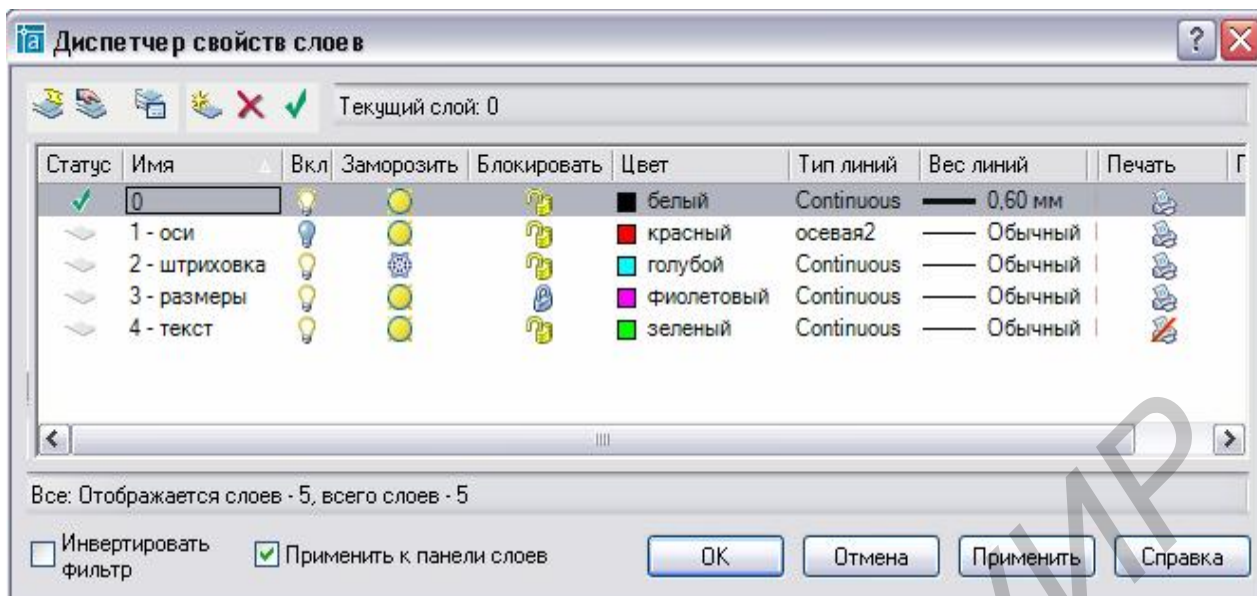 Диспетчер свойств слоев
Текущий слой: 0
Статус Имя Вкл Заморозить Блокировать Цвет Тип линий Вес линий Печать
0 белый Continuous 0,60 мм
1 - оси красный осевая2 Обычный
2 - штриховка голубой Continuous Обычный
3 - размеры фиолетовый Continuous Обычный
4 - текст зеленый Continuous Обычный
Все: Отображается слоев - 5, всего слоев - 5
Инвертировать фильтр
Применить к панели слоев
OK Отмена Применить Справка